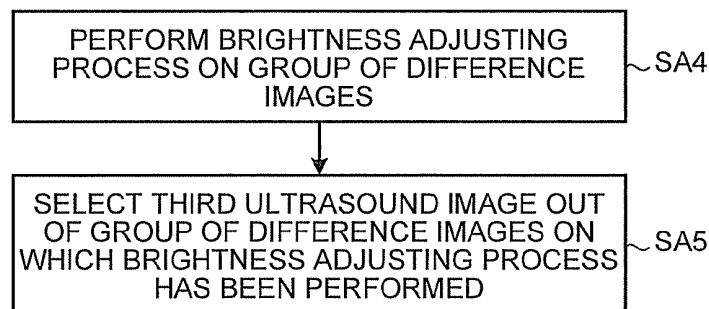 PERFORM BRIGHTNESS ADJUSTING
PROCESS ON GROUP OF DIFFERENCE
IMAGES
SA4
SELECT THIRD ULTRASOUND IMAGE OUT
OF GROUP OF DIFFERENCE IMAGES ON
WHICH BRIGHTNESS ADJUSTING PROCESS
HAS BEEN PERFORMED
SA5